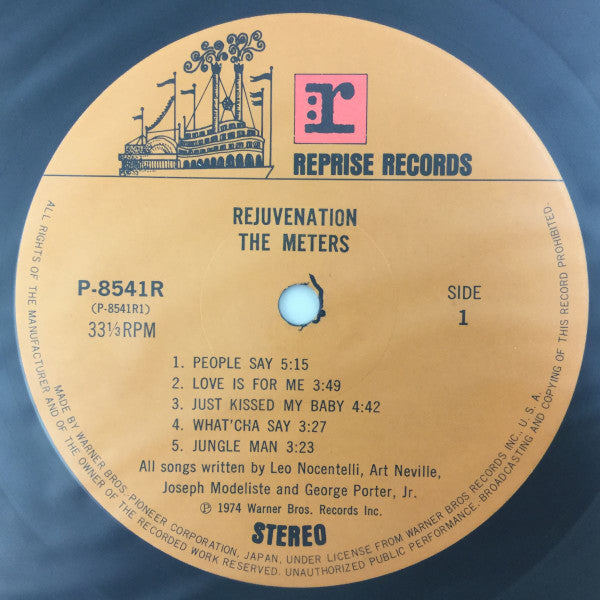 r
REPRISE RECORDS
REJUVENATION
THE METERS
P-8541R
(P-8541R1)
33⅓ RPM
SIDE
1
1. PEOPLE SAY 5:15
2. LOVE IS FOR ME 3:49
3. JUST KISSED MY BABY 4:42
4. WHAT'CHA SAY 3:27
5. JUNGLE MAN 3:23
All songs written by Leo Nocentelli, Art Neville,
Joseph Modeliste and George Porter, Jr.
Ⓟ 1974 Warner Bros. Records Inc.
STEREO
ALL RIGHTS OF THE MANUFACTURER AND OF THE OWNER OF THE RECORDED WORK RESERVED. UNAUTHORIZED PUBLIC PERFORMANCE·BROADCASTING AND COPYING OF THIS RECORD PROHIBITED.
MADE BY WARNER BROS. PIONEER CORPORATION, JAPAN, UNDER LICENSE FROM WARNER BROS RECORDS INC., U.S.A.